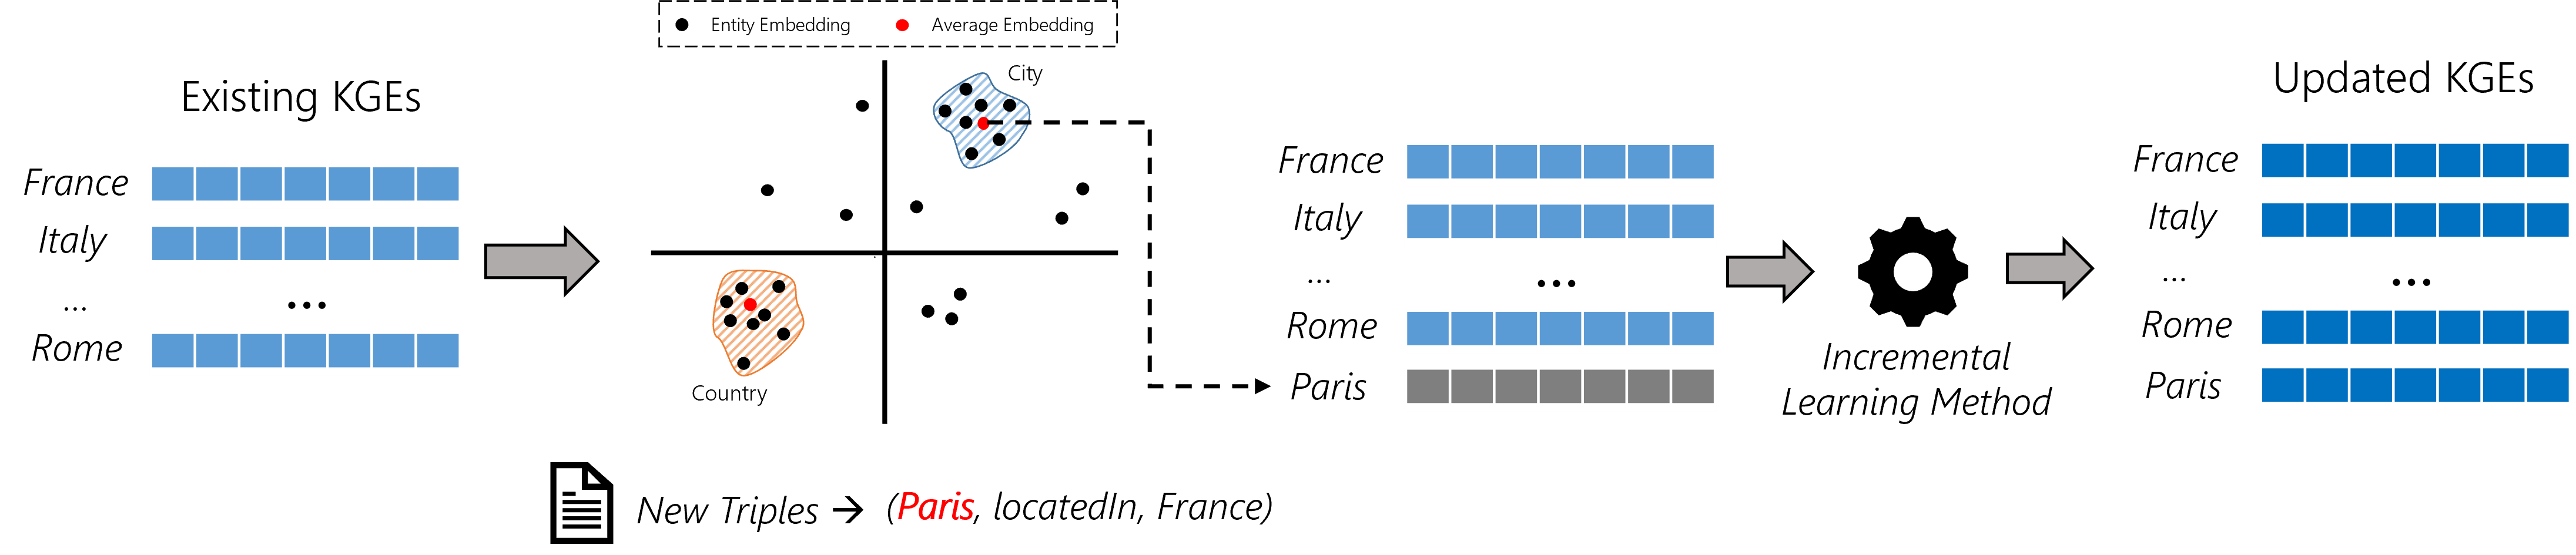 Entity Embedding
Average Embedding
Existing KGEs
France
Italy
...
Rome
...
City
Country
New Triples → (Paris, locatedIn, France)
France
Italy
...
Rome
Paris
...
Incremental
Learning Method
Updated KGEs
France
Italy
...
Rome
Paris
...